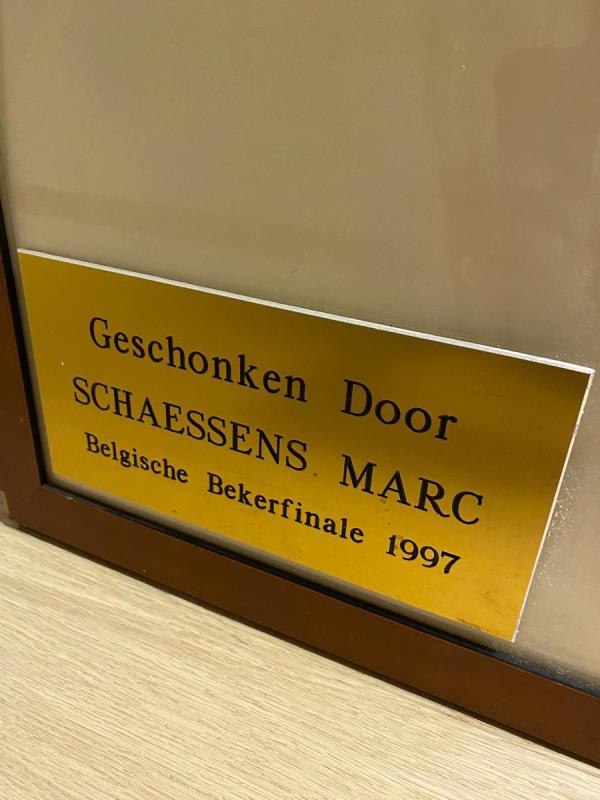 Geschonken Door
SCHAESSENS MARC
Belgische Bekerfinale 1997